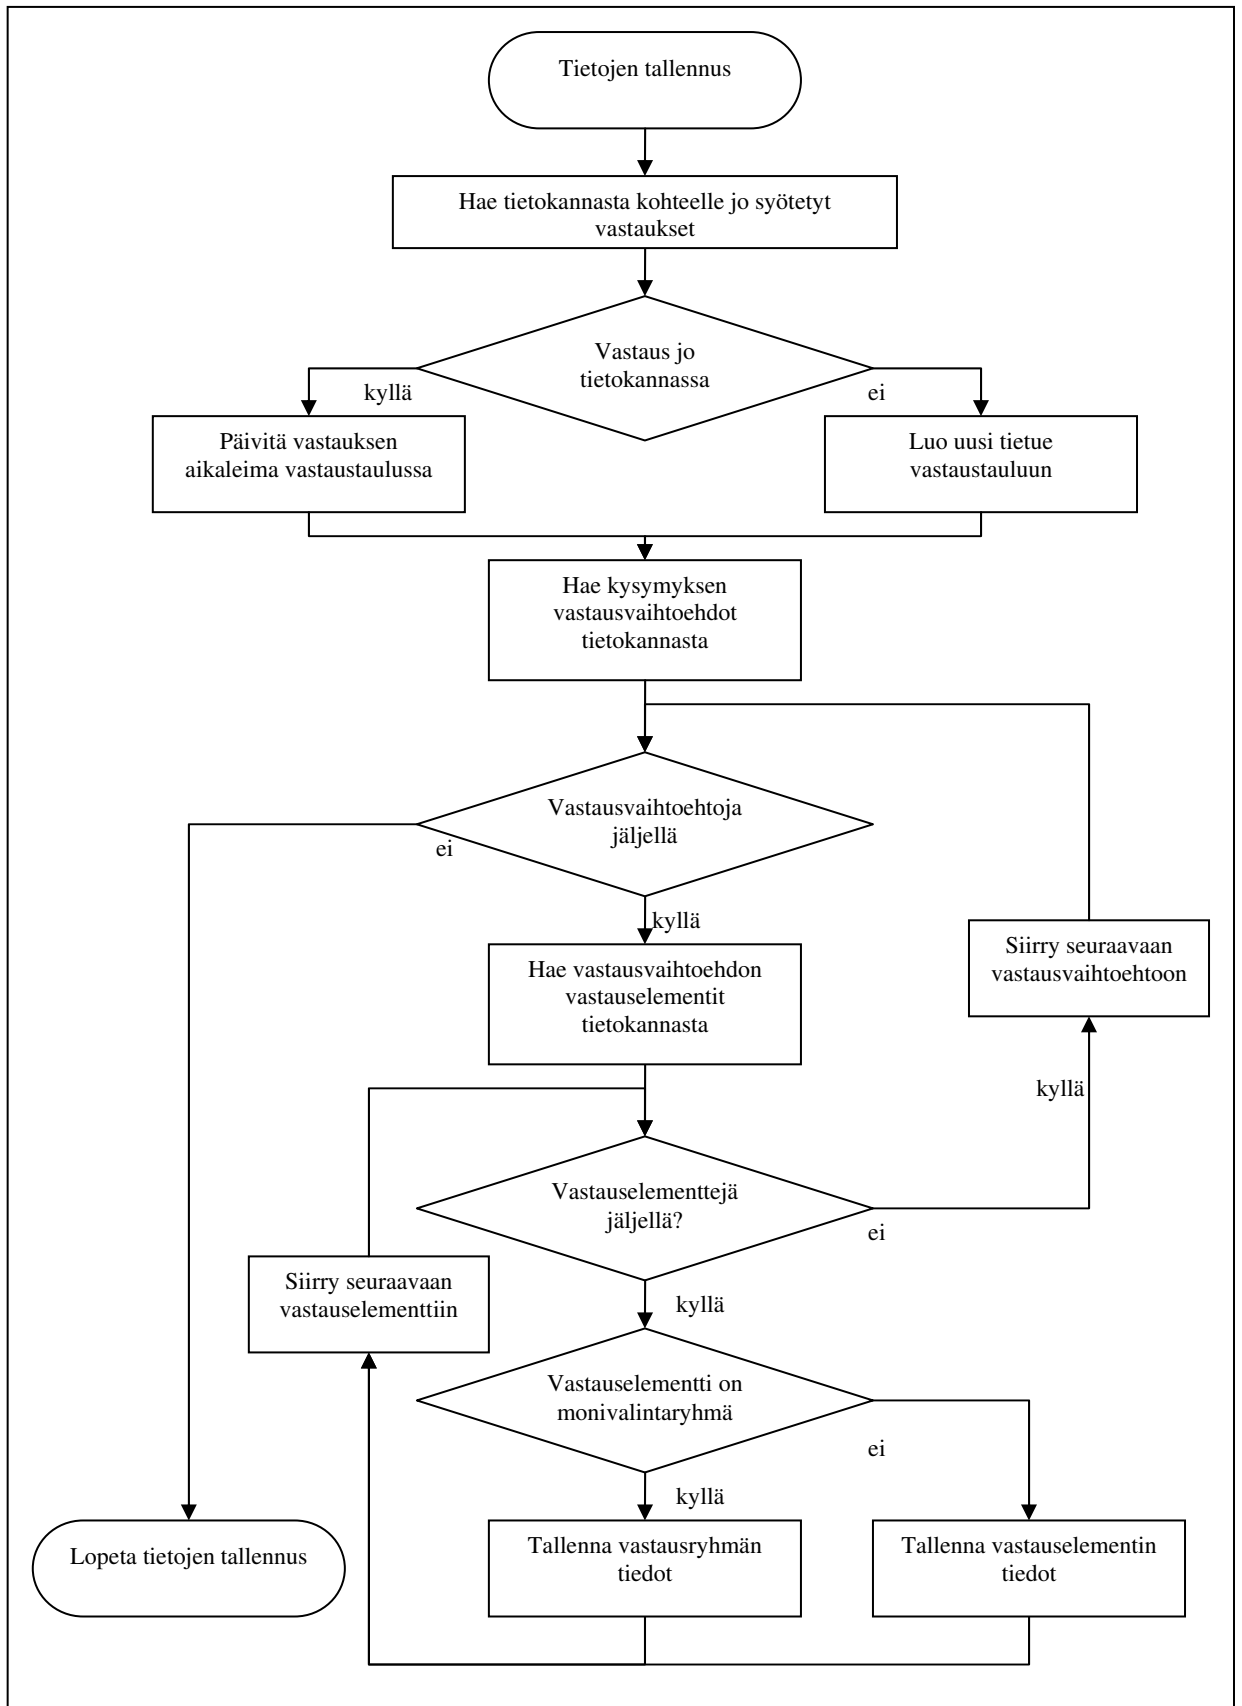 Tietojen tallennus
Hae tietokannasta kohteelle jo syötetyt
vastaukset
Vastaus jo
tietokannassa
kyllä
ei
Päivitä vastauksen
aikaleima vastaustaulussa
Luo uusi tietue
vastaustauluun
Hae kysymyksen
vastausvaihtoehdot
tietokannasta
Vastausvaihtoehtoja
jäljellä
ei
kyllä
Siirry seuraavaan
vastausvaihtoehtoon
Hae vastausvaihtoehdon
vastauselementit
tietokannasta
kyllä
Vastauselementtejä
jäljellä?
ei
Siirry seuraavaan
vastauselementtiin
kyllä
Vastauselementti on
monivalintaryhmä
ei
kyllä
Lopeta tietojen tallennus
Tallenna vastausryhmän
tiedot
Tallenna vastauselementin
tiedot